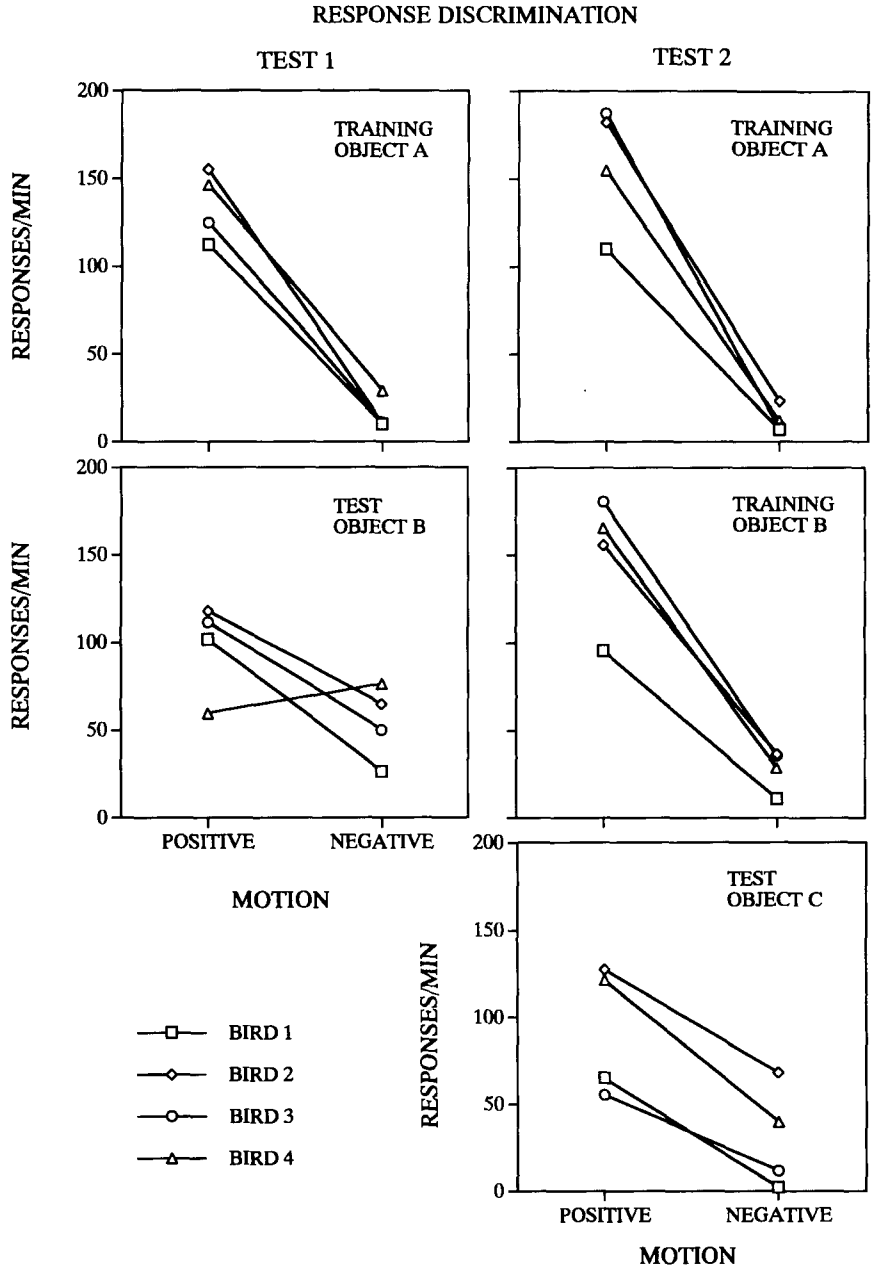 RESPONSE DISCRIMINATION
TEST 1
TEST 2
RESPONSES/MIN
200
150
100
50
0
TRAINING
OBJECT A
TRAINING
OBJECT A
RESPONSES/MIN
200
150
100
50
0
TEST
OBJECT B
POSITIVE
NEGATIVE
MOTION
TRAINING
OBJECT B
BIRD 1
BIRD 2
BIRD 3
BIRD 4
RESPONSES/MIN
200
150
100
50
0
TEST
OBJECT C
POSITIVE
NEGATIVE
MOTION